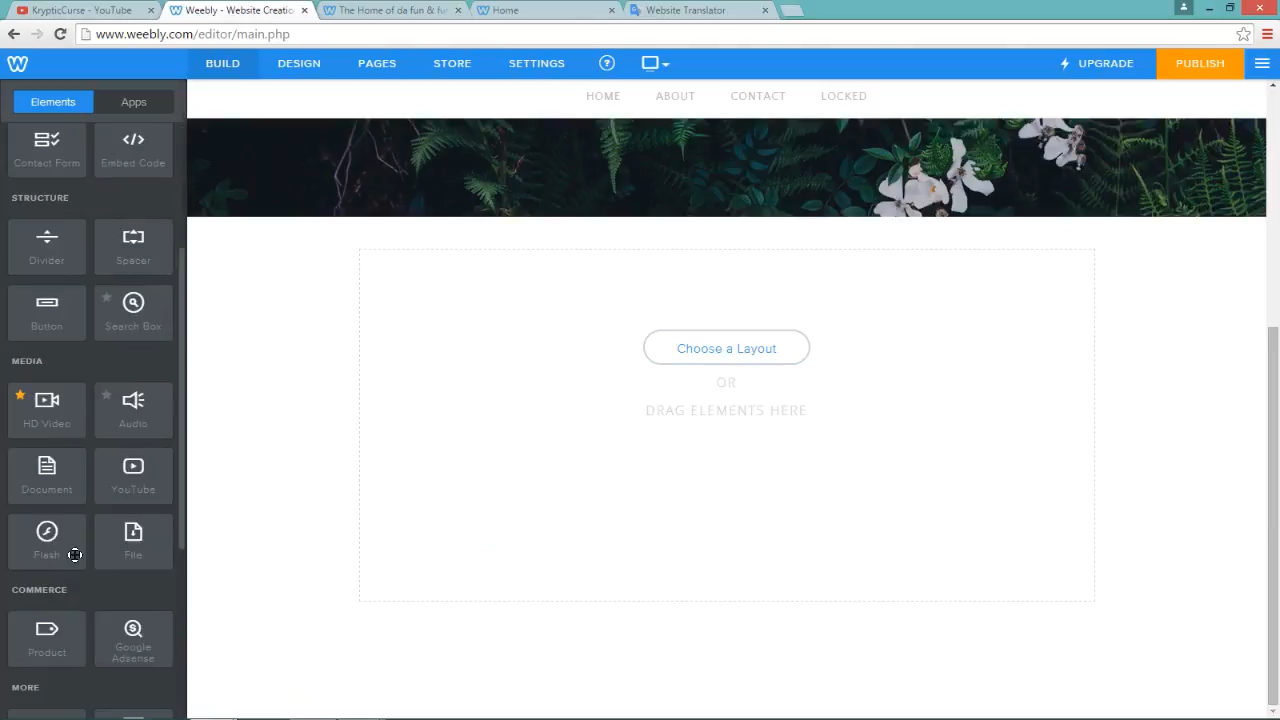 KrypticCurse - YouTube
Weebly - Website Creatio
The Home of da fun & fu
Home
Website Translator
www.weebly.com/editor/main.php
BUILD
DESIGN
PAGES
STORE
SETTINGS
?
UPGRADE
PUBLISH
Elements
Apps
HOME
ABOUT
CONTACT
LOCKED
Contact Form
Embed Code
STRUCTURE
Divider
Spacer
Button
Search Box
MEDIA
HD Video
Audio
Document
YouTube
Flash
File
COMMERCE
Product
Google
Adsense
MORE
Choose a Layout
OR
DRAG ELEMENTS HERE